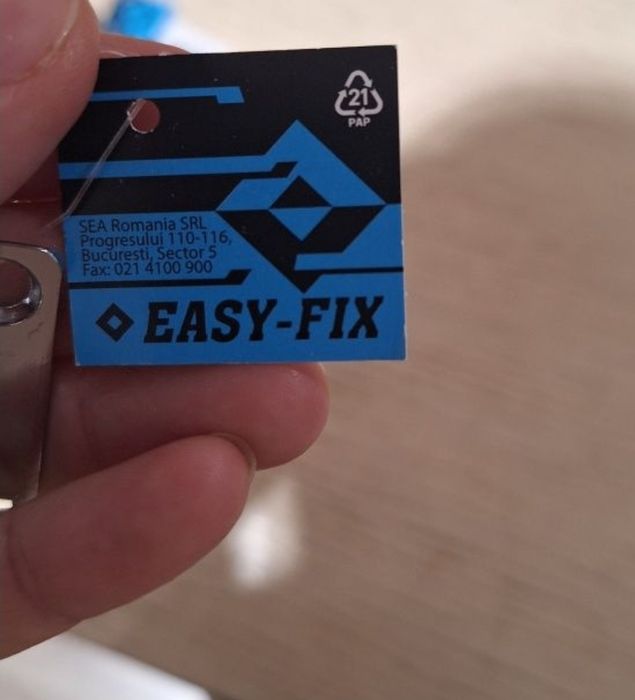 21
PAP
SEA Romania SRL
Progresului 110-116,
Bucuresti, Sector 5
Fax: 021 4100 900
EASY-FIX